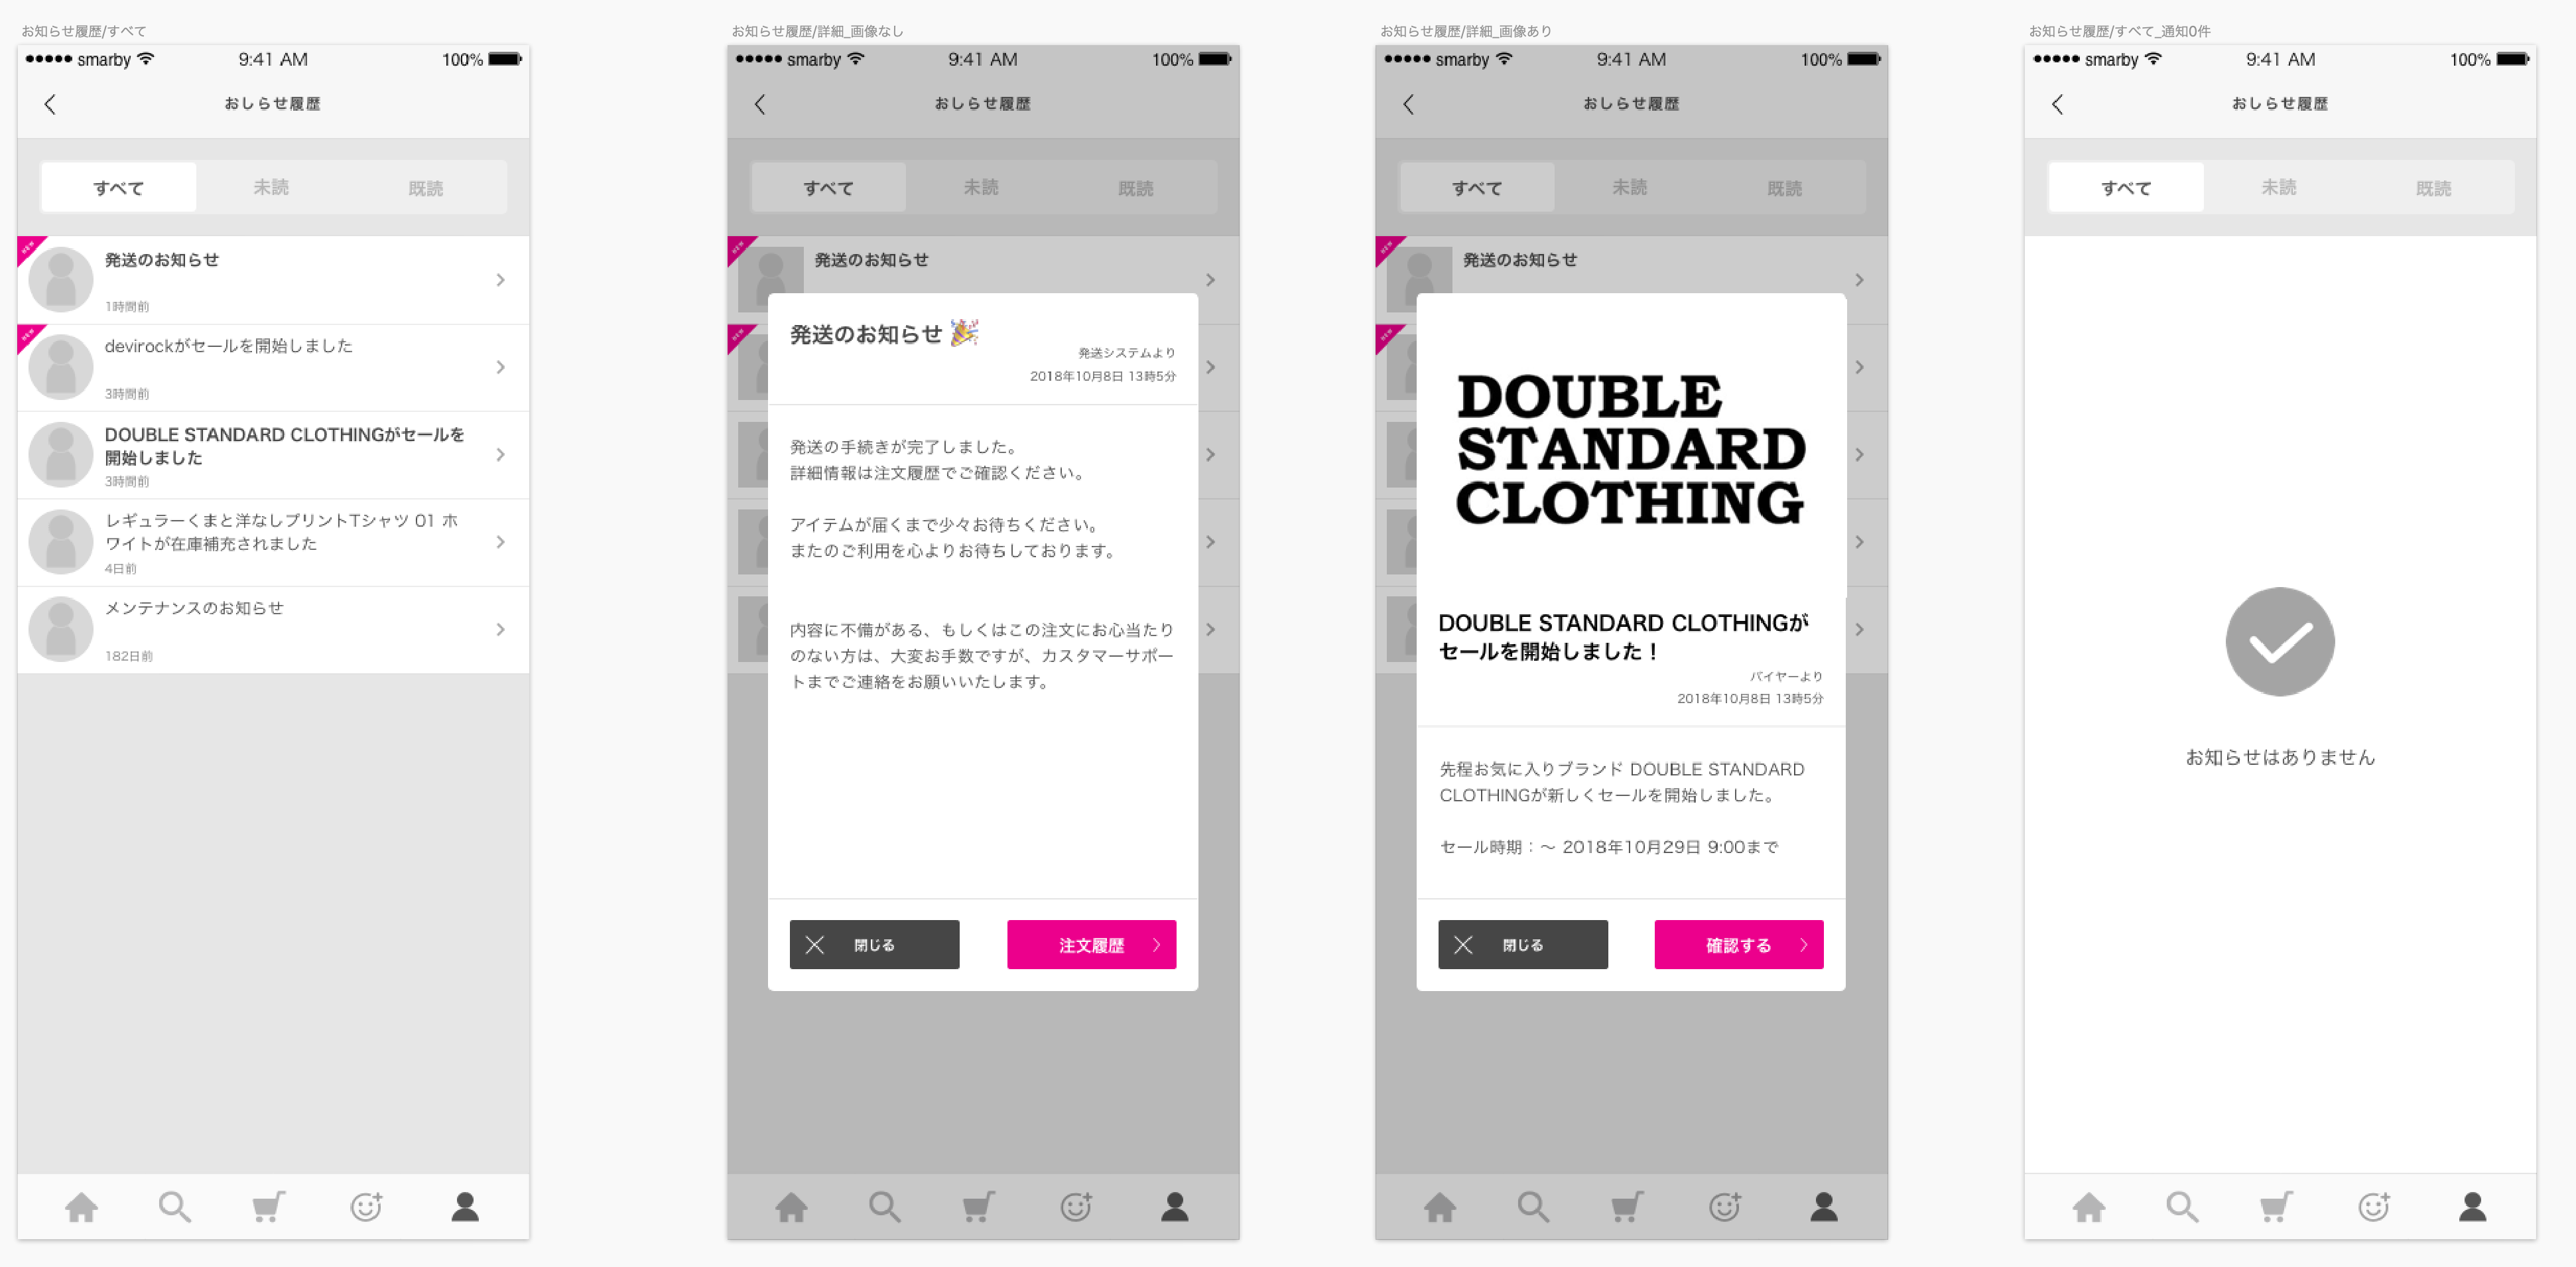 お知らせ履歴/すべて
smarby 9:41 AM 100%
おしらせ履歴
すべて 未読 既読
NEW
発送のお知らせ
1時間前
NEW
devirockがセールを開始しました
3時間前
DOUBLE STANDARD CLOTHINGがセールを
開始しました
3時間前
レギュラーくまと洋なしプリントTシャツ 01 ホ
ワイトが在庫補充されました
4日前
メンテナンスのお知らせ
182日前
お知らせ履歴/詳細_画像なし
smarby 9:41 AM 100%
おしらせ履歴
すべて 未読 既読
NEW
発送のお知らせ
NEW
発送のお知らせ 🎉
発送システムより
2018年10月8日 13時5分
発送の手続きが完了しました。
詳細情報は注文履歴でご確認ください。
アイテムが届くまで少々お待ちください。
またのご利用を心よりお待ちしております。
内容に不備がある、もしくはこの注文にお心当たり
のない方は、大変お手数ですが、カスタマーサポー
トまでご連絡をお願いいたします。
閉じる 注文履歴
お知らせ履歴/詳細_画像あり
smarby 9:41 AM 100%
おしらせ履歴
すべて 未読 既読
NEW
発送のお知らせ
NEW
DOUBLE
STANDARD
CLOTHING
DOUBLE STANDARD CLOTHINGが
セールを開始しました！
バイヤーより
2018年10月8日 13時5分
先程お気に入りブランド DOUBLE STANDARD
CLOTHINGが新しくセールを開始しました。
セール時期：〜 2018年10月29日 9:00まで
閉じる 確認する
お知らせ履歴/すべて_通知0件
smarby 9:41 AM 100%
おしらせ履歴
すべて 未読 既読
お知らせはありません